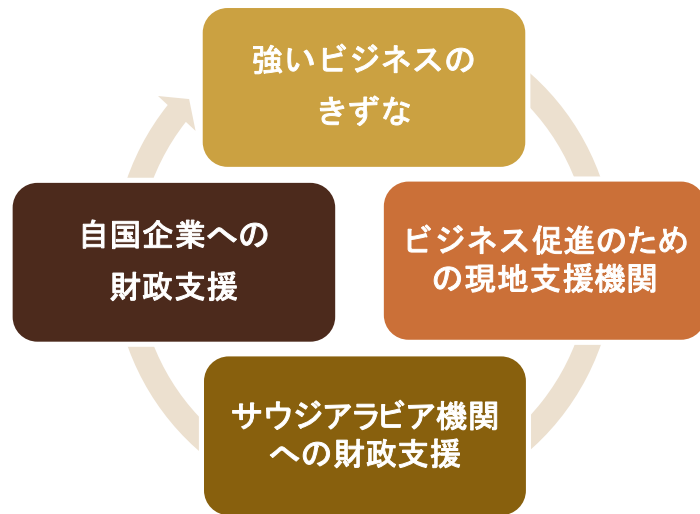 強いビジネスの
きずな
ビジネス促進のため
の現地支援機関
サウジアラビア機関
への財政支援
自国企業への
財政支援